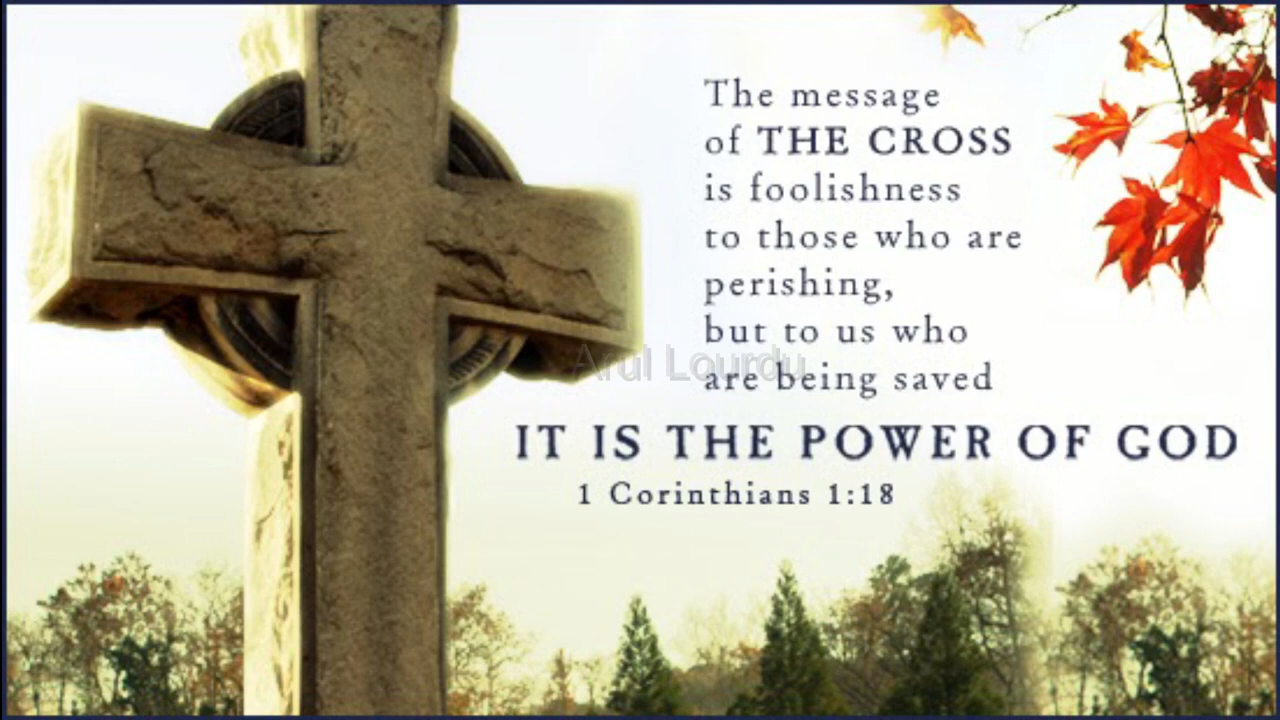 The message
of THE CROSS
is foolishness
to those who are
perishing,
but to us who
Arul Lourdu
are being saved
IT IS THE POWER OF GOD
1 Corinthians 1:18